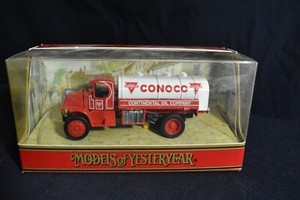 CONOCO
CONTINENTAL OIL COMPANY
MODELS of YESTERYEAR